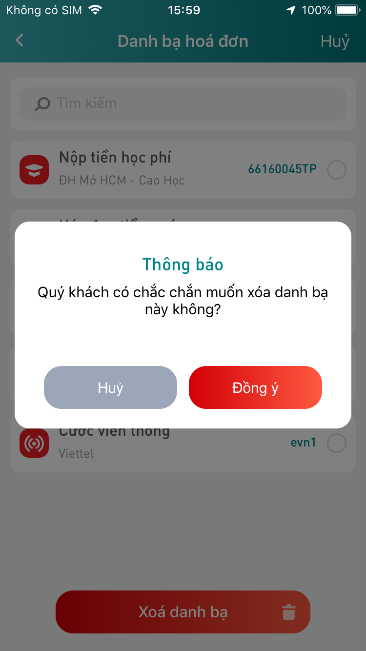 Không có SIM 15:59 100%
Danh bạ hoá đơn Huỷ
Tìm kiếm
Nộp tiền học phí
66160045TP
ĐH Mở HCM - Cao Học
Thông báo
Quý khách có chắc chắn muốn xóa danh bạ
này không?
Huỷ Đồng ý
Cước viễn thông
evn1
Viettel
Xoá danh bạ